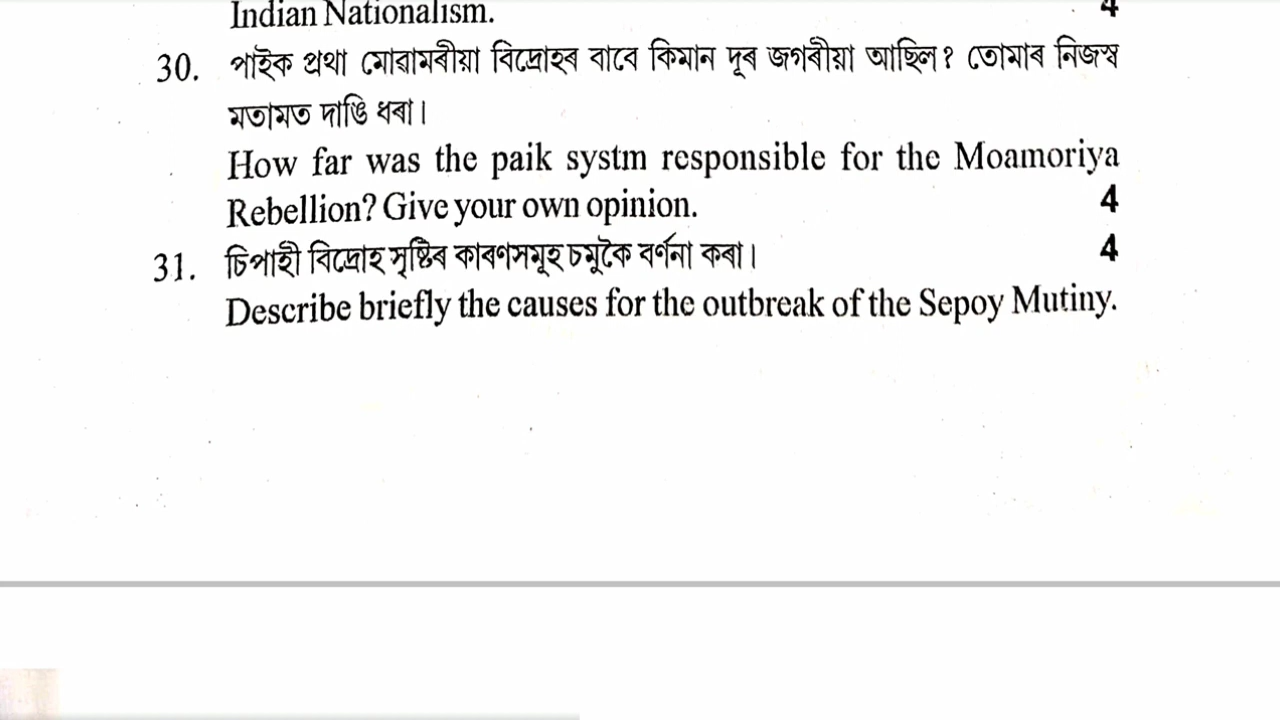 Indian Nationalism. 4
30. পাইক প্ৰথা মোৱামৰীয়া বিদ্ৰোহৰ বাবে কিমান দূৰ জগৰীয়া আছিল? তোমাৰ নিজস্ব
মতামত দাঙি ধৰা।
How far was the paik systm responsible for the Moamoriya
Rebellion? Give your own opinion. 4
31. চিপাহী বিদ্ৰোহ সৃষ্টিৰ কাৰণসমূহ চমুকৈ বৰ্ণনা কৰা। 4
Describe briefly the causes for the outbreak of the Sepoy Mutiny.